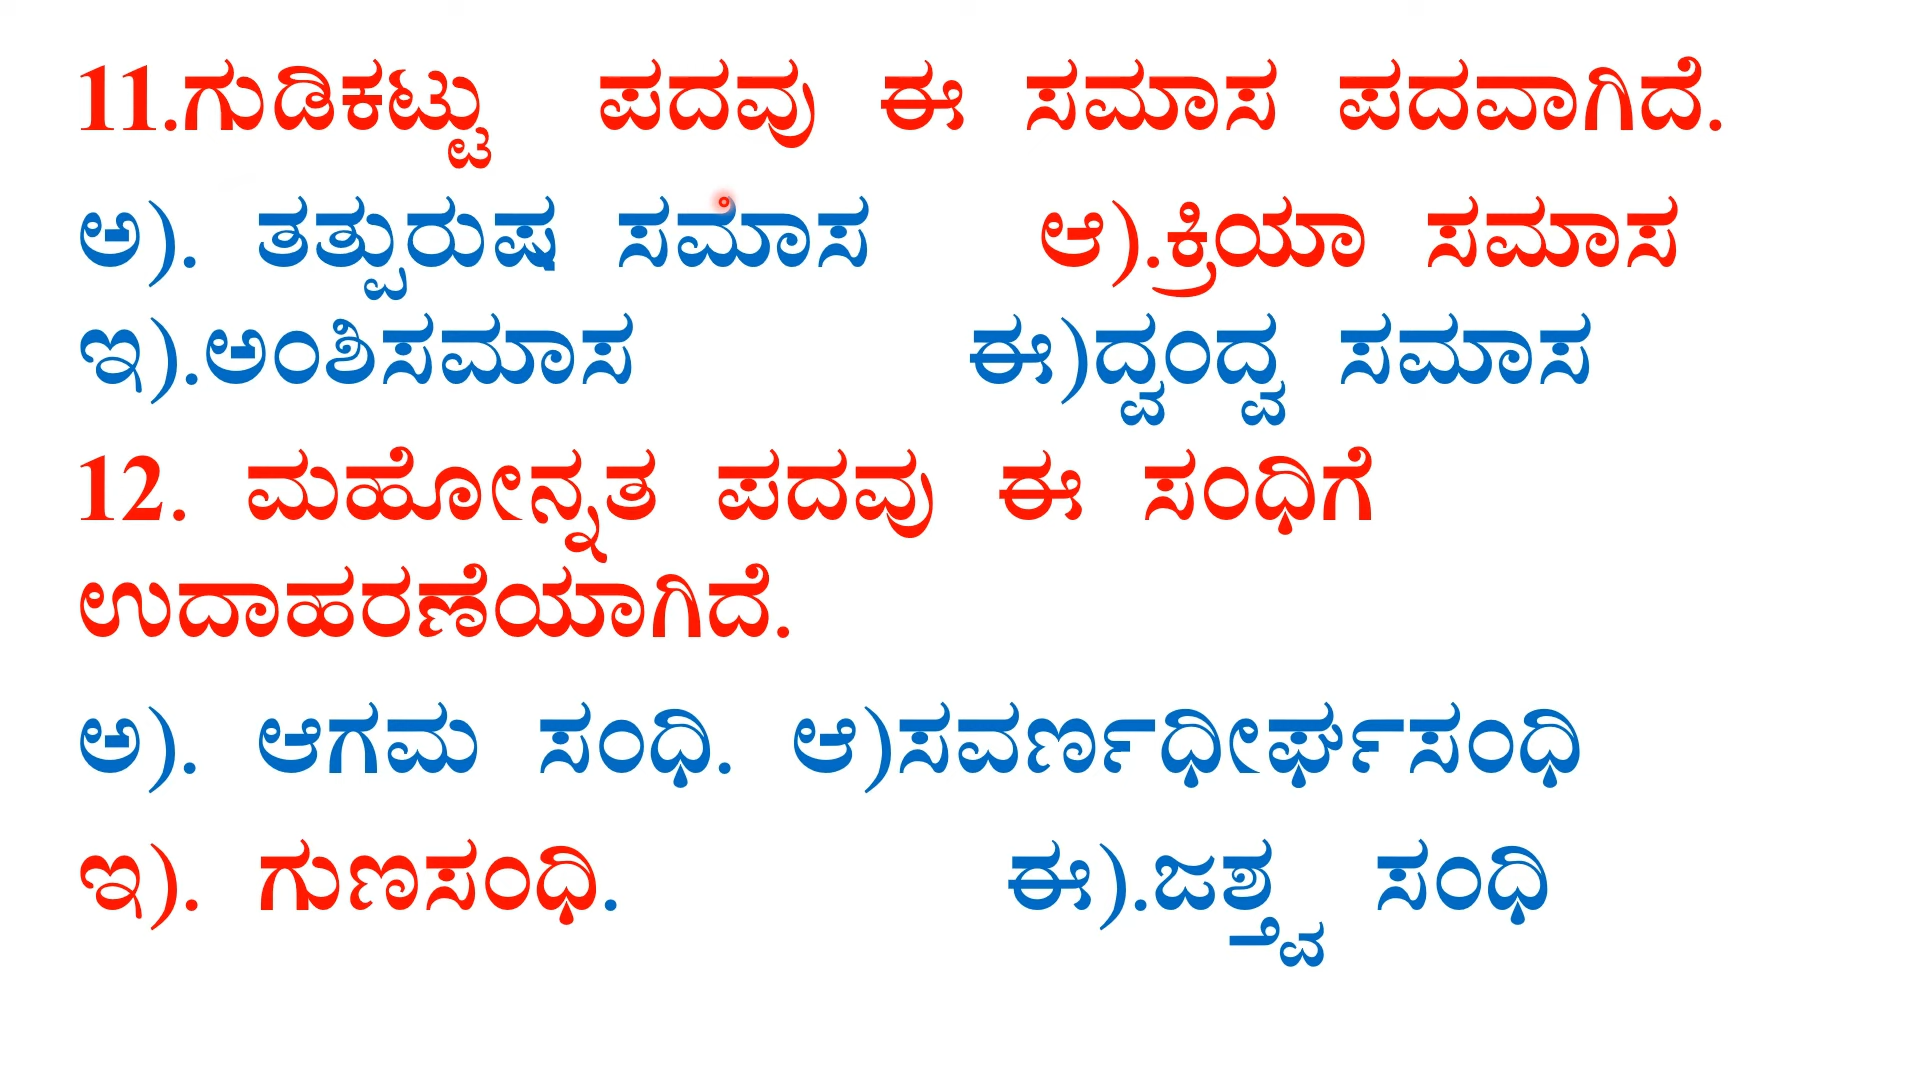 11.ಗುಡಿಕಟ್ಟು ಪದವು ಈ ಸಮಾಸ ಪದವಾಗಿದೆ.
ಅ). ತತ್ಪುರುಷ ಸಮಾಸ ಆ).ಕ್ರಿಯಾ ಸಮಾಸ
ಇ).ಅಂಶಿಸಮಾಸ ಈ)ದ್ವಂದ್ವ ಸಮಾಸ
12. ಮಹೋನ್ನತ ಪದವು ಈ ಸಂಧಿಗೆ
ಉದಾಹರಣೆಯಾಗಿದೆ.
ಅ). ಆಗಮ ಸಂಧಿ. ಆ)ಸವರ್ಣಧೀರ್ಘಸಂಧಿ
ಇ). ಗುಣಸಂಧಿ. ಈ).ಜಶ್ತ್ವ ಸಂಧಿ